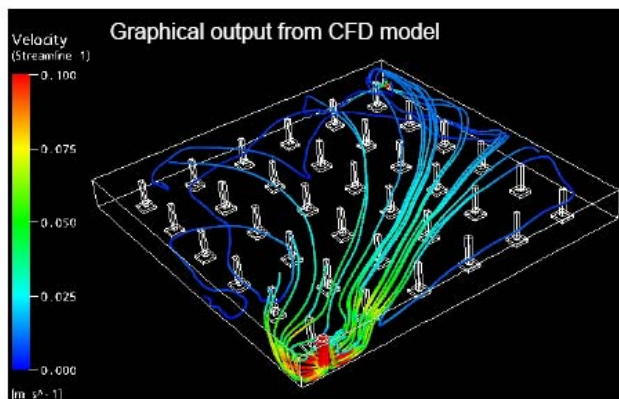 Graphical output from CFD model
Velocity
(Streamline 1)
0.100
0.075
0.050
0.025
0.000
[m s^-1]